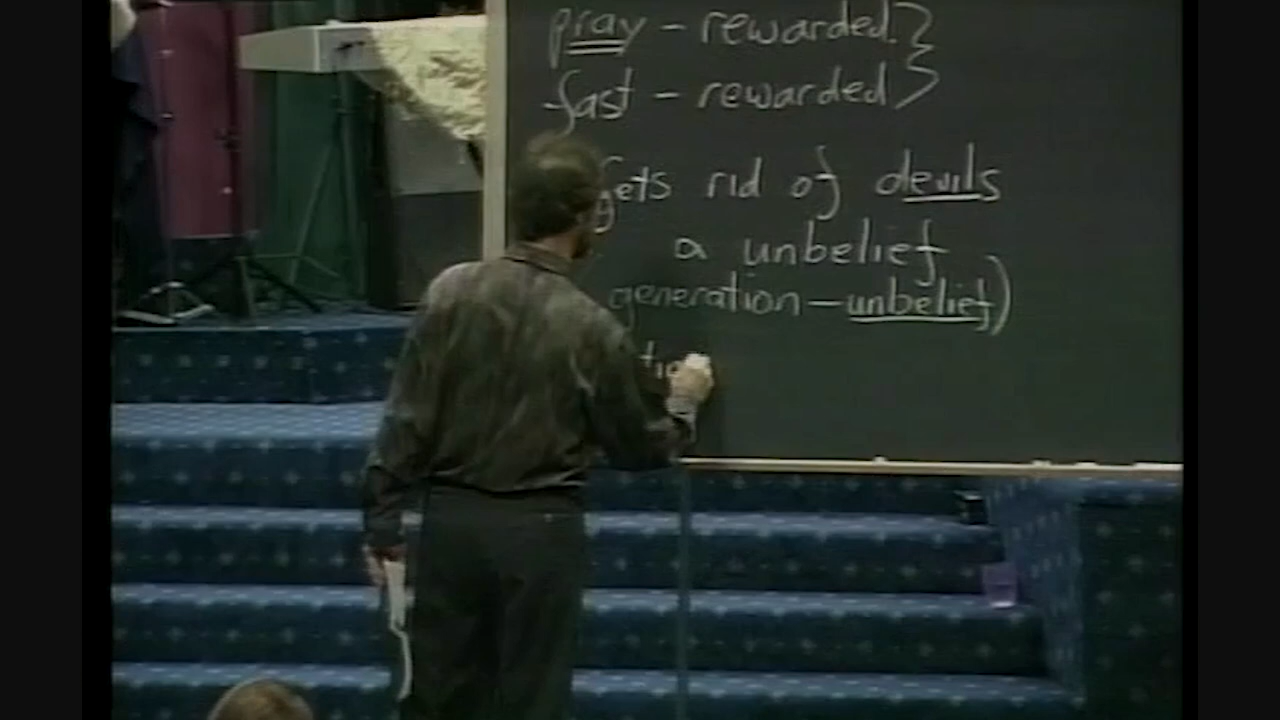 pray – rewarded. }
fast – rewarded }
Gets rid of devils
a unbelief
generation – unbelief)